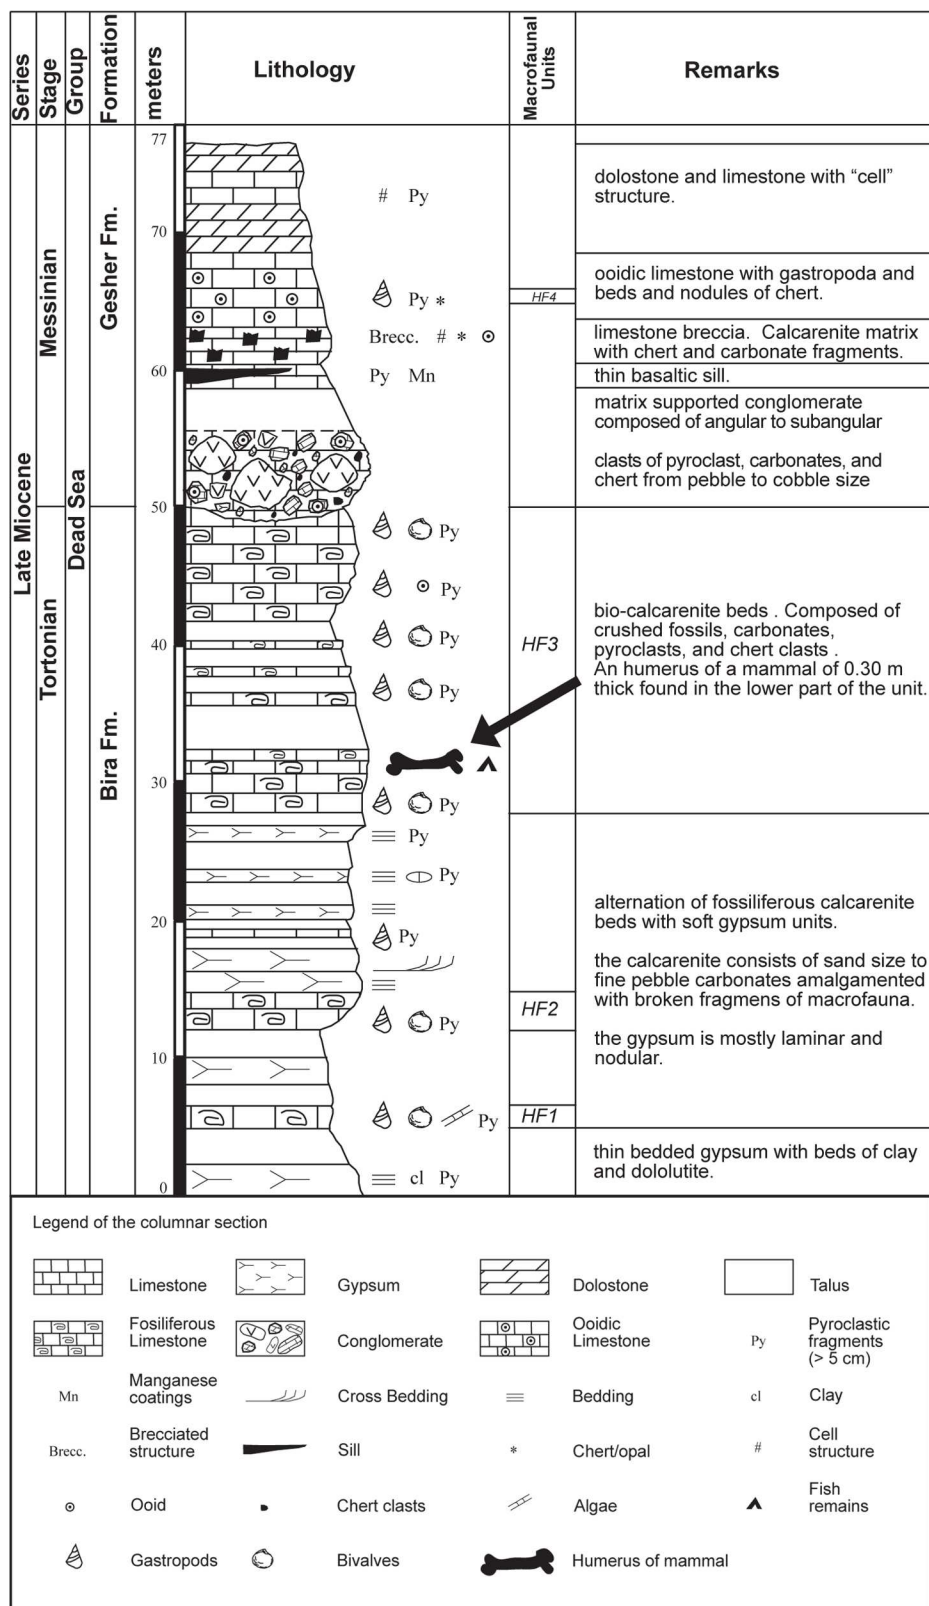 Series
Stage
Group
Formation
meters
Lithology
Macrofaunal
Units
Remarks
Late Miocene
Messinian
Tortonian
Dead Sea
Gesher Fm.
Bira Fm.
77
70
60
50
40
30
20
10
0
# Py
Py *
Brecc. # *
Py Mn
Py
Py
Py
Py
Py
Py
Py
Py
Py
Py
cl Py
HF4
HF3
HF2
HF1
dolostone and limestone with “cell”
structure.
ooidic limestone with gastropoda and
beds and nodules of chert.
limestone breccia. Calcarenite matrix
with chert and carbonate fragments.
thin basaltic sill.
matrix supported conglomerate
composed of angular to subangular
clasts of pyroclast, carbonates, and
chert from pebble to cobble size
bio-calcarenite beds . Composed of
crushed fossils, carbonates,
pyroclasts, and chert clasts .
An humerus of a mammal of 0.30 m
thick found in the lower part of the unit.
alternation of fossiliferous calcarenite
beds with soft gypsum units.
the calcarenite consists of sand size to
fine pebble carbonates amalgamented
with broken fragmens of macrofauna.
the gypsum is mostly laminar and
nodular.
thin bedded gypsum with beds of clay
and dololutite.
Legend of the columnar section
Limestone
Gypsum
Dolostone
Talus
Fosiliferous
Limestone
Conglomerate
Ooidic
Limestone
Py
Pyroclastic
fragments
(> 5 cm)
Mn
Manganese
coatings
Cross Bedding
Bedding
cl
Clay
Brecc.
Brecciated
structure
Sill
*
Chert/opal
#
Cell
structure
Ooid
Chert clasts
Algae
Fish
remains
Gastropods
Bivalves
Humerus of mammal